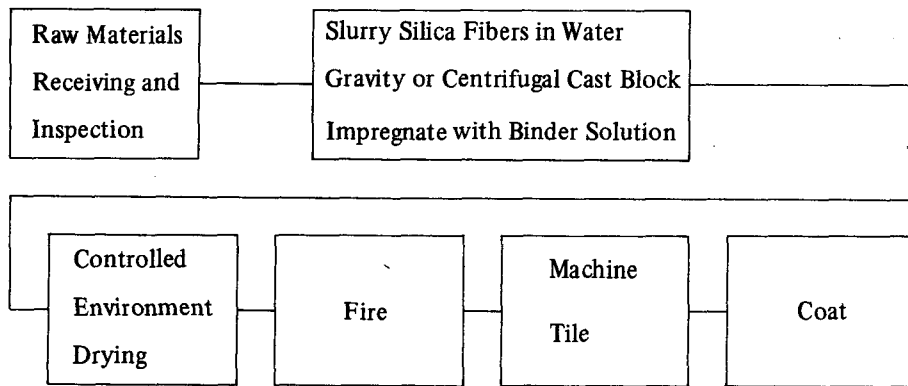 Raw Materials
Receiving and
Inspection
Slurry Silica Fibers in Water
Gravity or Centrifugal Cast Block
Impregnate with Binder Solution
Controlled
Environment
Drying
Fire
Machine
Tile
Coat